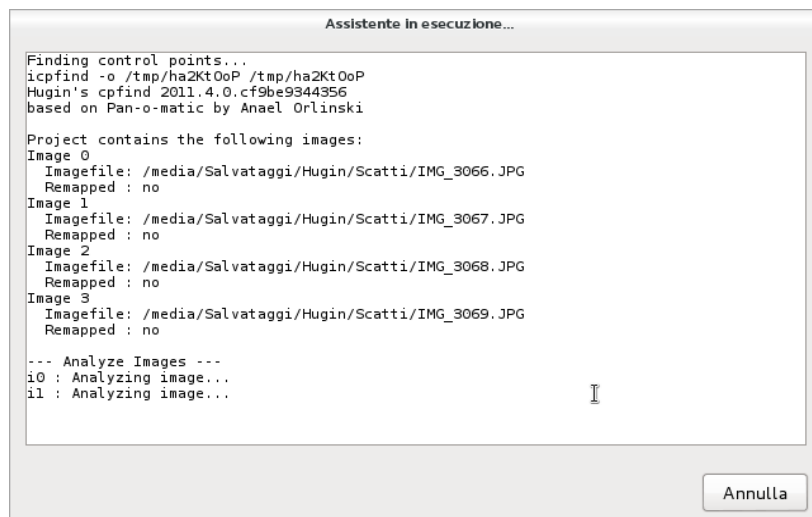 Assistente in esecuzione...
Finding control points...
icpfind -o /tmp/ha2KtOoP /tmp/ha2KtOoP
Hugin's cpfind 2011.4.0.cf9be9344356
based on Pan-o-matic by Anael Orlinski
Project contains the following images:
Image 0
Imagefile: /media/Salvataggi/Hugin/Scatti/IMG_3066.JPG
Remapped : no
Image 1
Imagefile: /media/Salvataggi/Hugin/Scatti/IMG_3067.JPG
Remapped : no
Image 2
Imagefile: /media/Salvataggi/Hugin/Scatti/IMG_3068.JPG
Remapped : no
Image 3
Imagefile: /media/Salvataggi/Hugin/Scatti/IMG_3069.JPG
Remapped : no
--- Analyze Images ---
i0 : Analyzing image...
i1 : Analyzing image...
Annulla